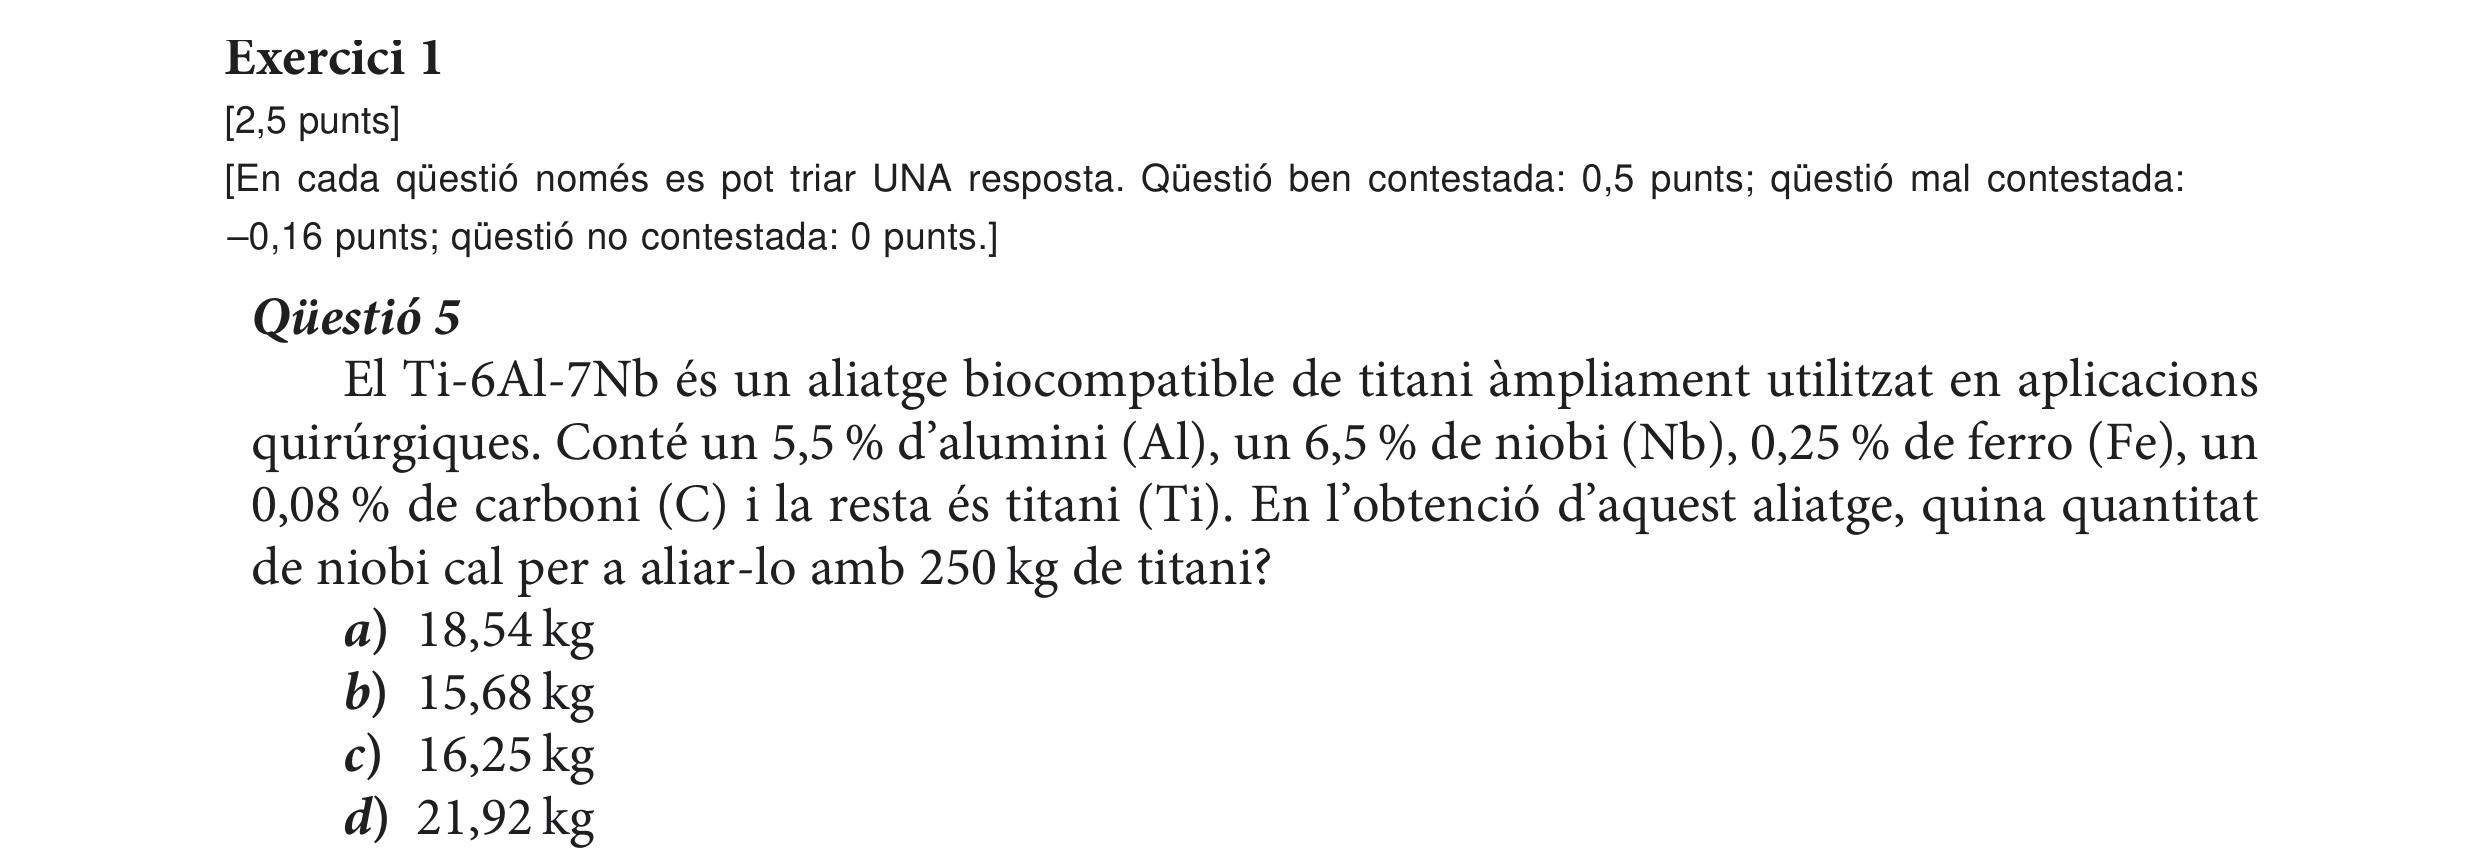 Exercici 1
[2,5 punts]
[En cada qüestió només es pot triar UNA resposta. Qüestió ben contestada: 0,5 punts; qüestió mal contestada:
–0,16 punts; qüestió no contestada: 0 punts.]
Qüestió 5
El Ti-6Al-7Nb és un aliatge biocompatible de titani àmpliament utilitzat en aplicacions
quirúrgiques. Conté un 5,5 % d’alumini (Al), un 6,5 % de niobi (Nb), 0,25 % de ferro (Fe), un
0,08 % de carboni (C) i la resta és titani (Ti). En l’obtenció d’aquest aliatge, quina quantitat
de niobi cal per a aliar-lo amb 250 kg de titani?
a) 18,54 kg
b) 15,68 kg
c) 16,25 kg
d) 21,92 kg